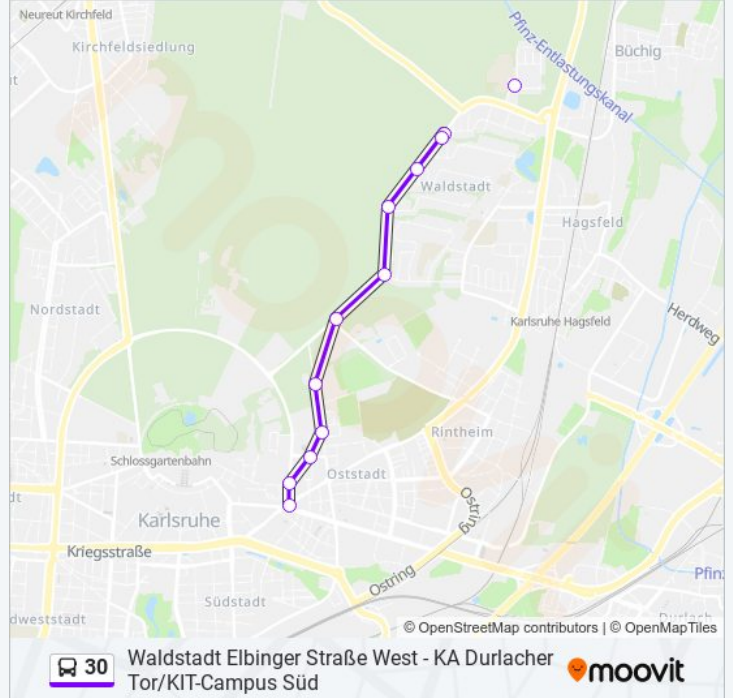 Neureut Kirchfeld
Kirchfeldsiedlung
Pfinz-Entlastungskanal
Büchig
Waldstadt
Hagsfeld
Nordstadt
Karlsruhe Hagsfeld
Herdweg
Rintheim
Schlossgartenbahn
Oststadt
Ostring
Karlsruhe
Kriegsstraße
Ostring
Pfinz
Südstadt
dweststadt
© OpenStreetMap contributors | © OpenMapTiles
30
Waldstadt Elbinger Straße West - KA Durlacher
Tor/KIT-Campus Süd
moovit